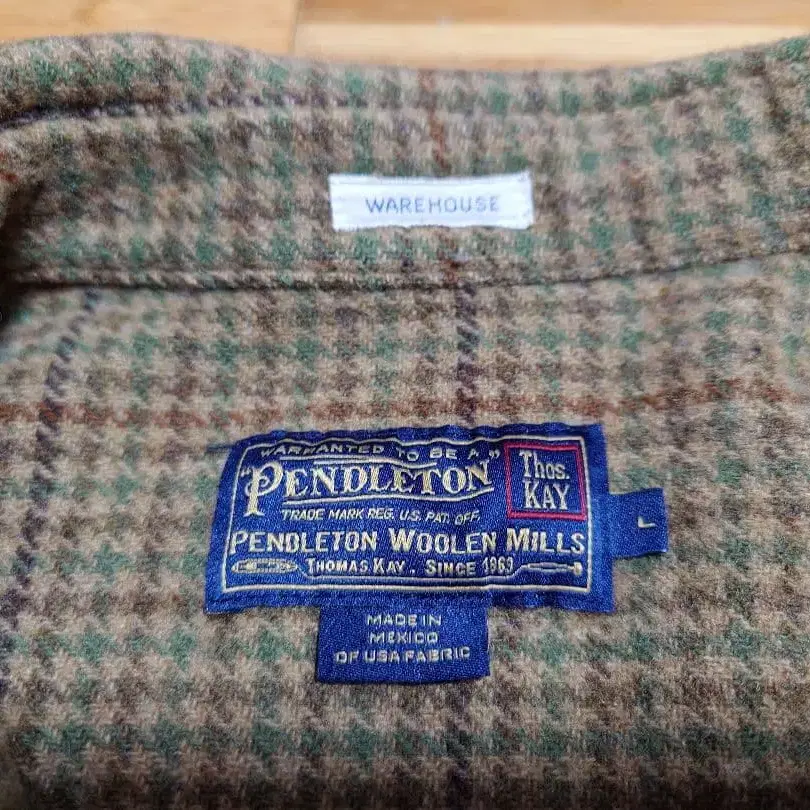 WAREHOUSE
WARRANTED TO BE A
"PENDLETON"
Thos.
KAY
TRADE MARK REG. U.S. PAT. OFF.
PENDLETON WOOLEN MILLS
THOMAS KAY. SINCE 1863
L
MADE IN
MEXICO
OF USA FABRIC